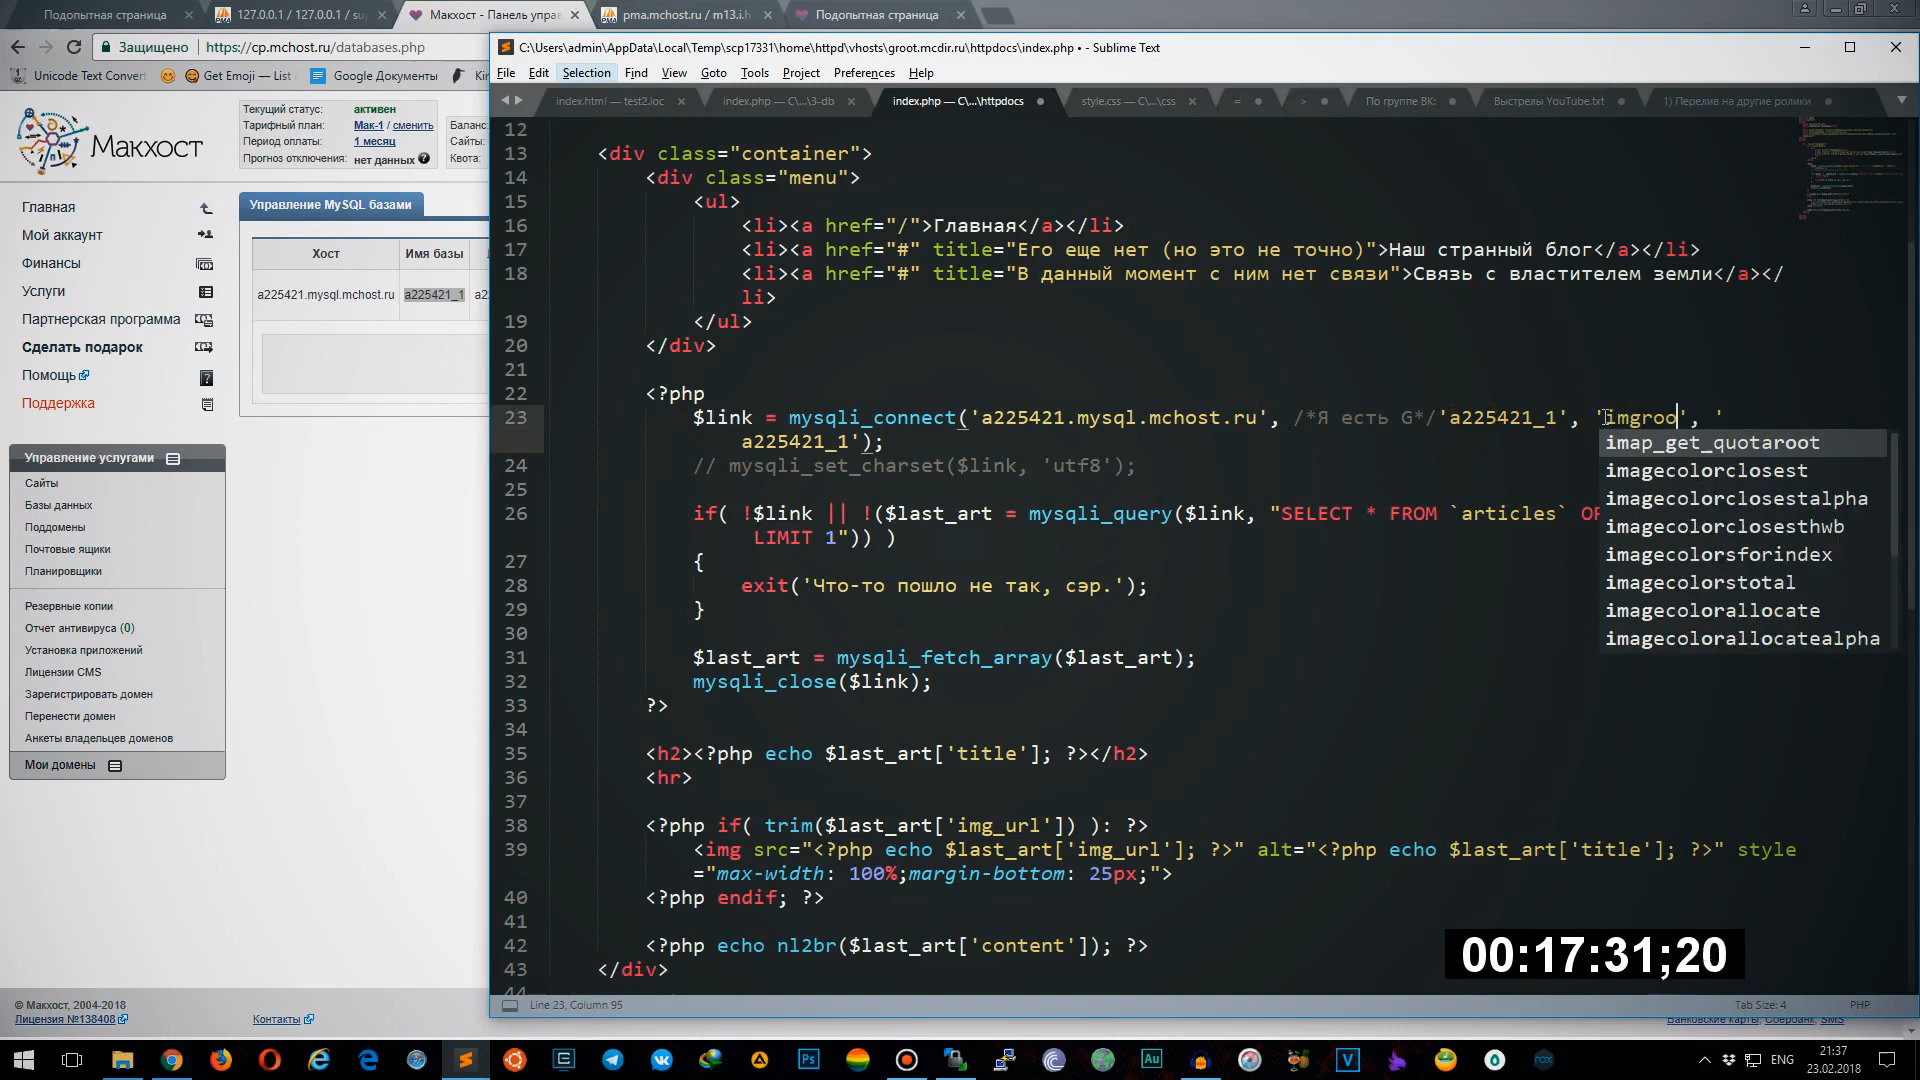 Подопытная страница
127.0.0.1 / 127.0.0.1 / su
Макхост - Панель упра
pma.mchost.ru / m13.i.h
Подопытная страница
Защищено
https://cp.mchost.ru/databases.php
Unicode Text Convert
Get Emoji — List
Google Документы
Kin
Макхост
Текущий статус: активен
Тарифный план: Мак-1 / сменить
Период оплаты: 1 месяц
Прогноз отключения: нет данных ?
Баланс:
Сайты:
Квота:
Главная
Мой аккаунт
Финансы
Услуги
Партнерская программа
Сделать подарок
Помощь
Поддержка
Управление MySQL базами
Хост
Имя базы
a225421.mysql.mchost.ru
a225421_1
a2
Управление услугами
Сайты
Базы данных
Поддомены
Почтовые ящики
Планировщики
Резервные копии
Отчет антивируса (0)
Установка приложений
Лицензии CMS
Зарегистрировать домен
Перенести домен
Анкеты владельцев доменов
Мои домены
© Макхост, 2004-2018
Лицензия №138408
Контакты
C:\Users\admin\AppData\Local\Temp\scp17331\home\httpd\vhosts\groot.mcdir.ru\httpdocs\index.php • - Sublime Text
File Edit Selection Find View Goto Tools Project Preferences Help
index.html — test2.loc
index.php — C\...\3-db
index.php — C\...\httpdocs
style.css — C\...\css
=
>
По группе ВК:
Выстрелы YouTube.txt
1) Перелив на другие ролики
12
13 <div class="container">
14 <div class="menu">
15 <ul>
16 <li><a href="/">Главная</a></li>
17 <li><a href="#" title="Его еще нет (но это не точно)">Наш странный блог</a></li>
18 <li><a href="#" title="В данный момент с ним нет связи">Связь с властителем земли</a></
li>
19 </ul>
20 </div>
21
22 <?php
23 $link = mysqli_connect('a225421.mysql.mchost.ru', /*Я есть G*/'a225421_1', 'imgroo', '
a225421_1');
24 // mysqli_set_charset($link, 'utf8');
25
26 if( !$link || !($last_art = mysqli_query($link, "SELECT * FROM `articles` OR
LIMIT 1")) )
27 {
28 exit('Что-то пошло не так, сэр.');
29 }
30
31 $last_art = mysqli_fetch_array($last_art);
32 mysqli_close($link);
33 ?>
34
35 <h2><?php echo $last_art['title']; ?></h2>
36 <hr>
37
38 <?php if( trim($last_art['img_url']) ): ?>
39 <img src="<?php echo $last_art['img_url']; ?>" alt="<?php echo $last_art['title']; ?>" style
="max-width: 100%;margin-bottom: 25px;">
40 <?php endif; ?>
41
42 <?php echo nl2br($last_art['content']); ?>
43 </div>
44
imap_get_quotaroot
imagecolorclosest
imagecolorclosestalpha
imagecolorclosesthwb
imagecolorsforindex
imagecolorstotal
imagecolorallocate
imagecolorallocatealpha
00:17:31;20
Line 23, Column 95
Tab Size: 4
PHP
Банковские карты, Сбербанк, SMS
ENG
21:37
23.02.2018